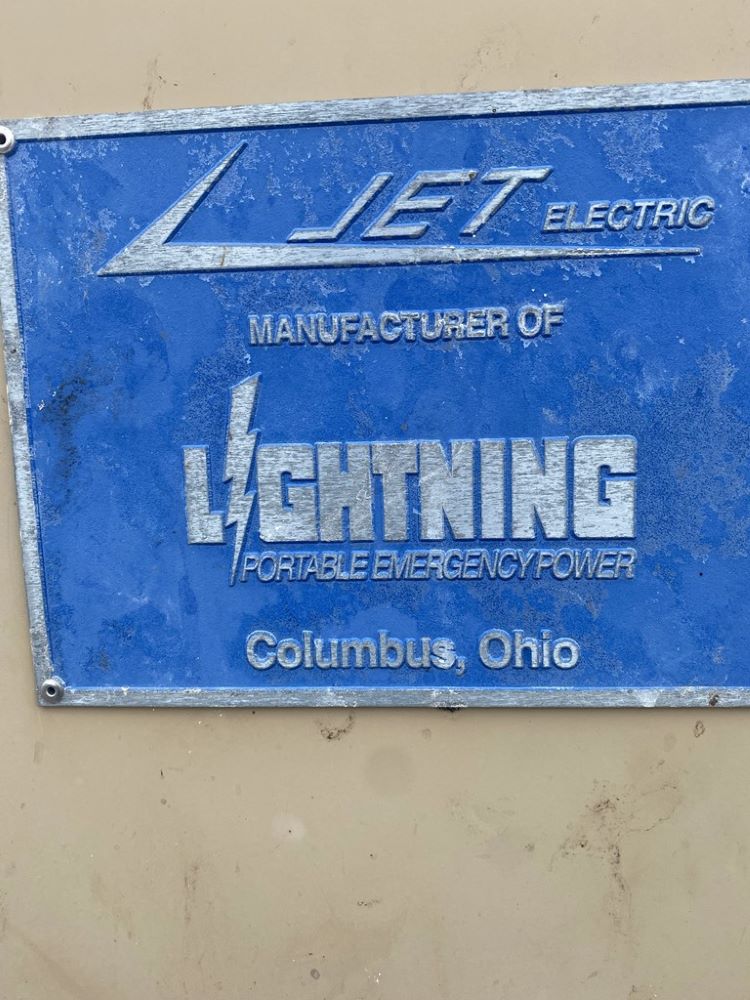 JET ELECTRIC
MANUFACTURER OF
LIGHTNING
PORTABLE EMERGENCY POWER
Columbus, Ohio